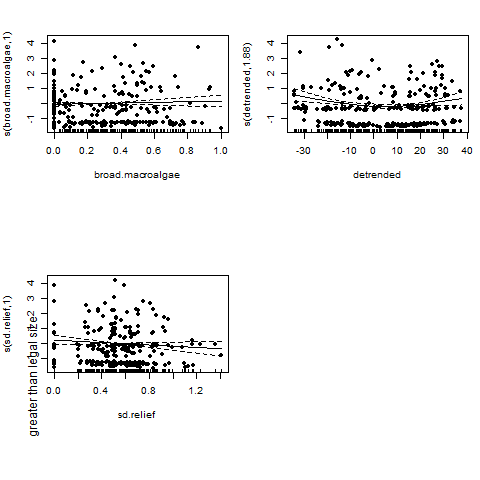 s(broad.macroalgae,1)
-1 1 2 3 4
0.0 0.2 0.4 0.6 0.8 1.0
broad.macroalgae
s(detrended,1.88)
-1 1 2 3 4
-30 -10 0 10 20 30 40
detrended
greater than legal size
s(sd.relief,1)
-1 1 2 3 4
0.0 0.4 0.8 1.2
sd.relief